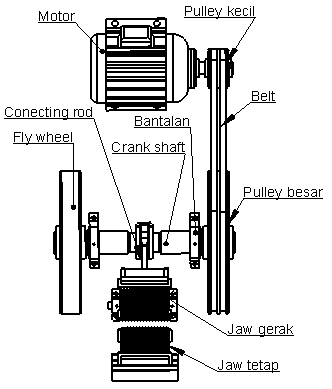 Pulley kecil
Motor
Belt
Conecting rod
Bantalan
Fly wheel
Crank shaft
Pulley besar
Jaw gerak
Jaw tetap